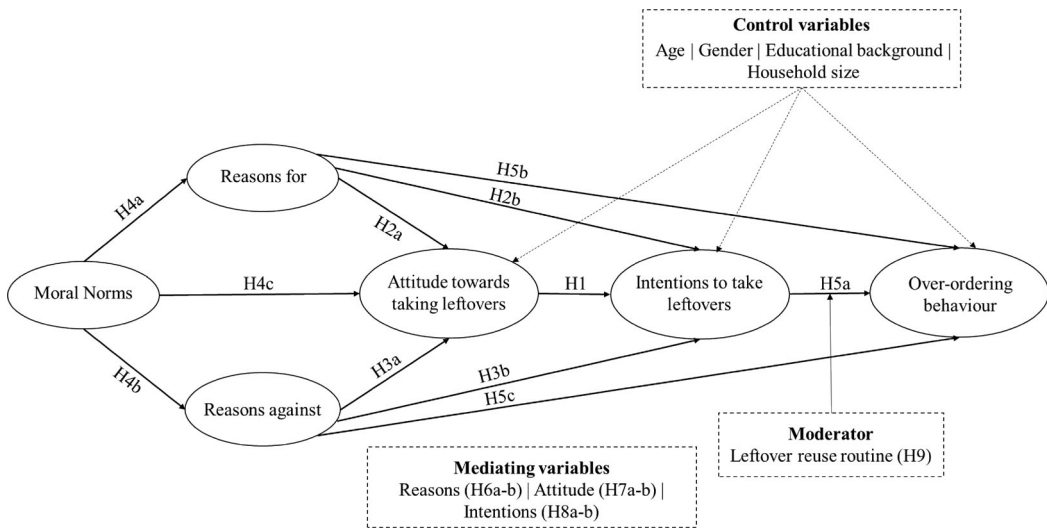 Control variables
Age | Gender | Educational background |
Household size
H5b
Reasons for
H2b
H4a
H2a
Moral Norms
H4c
Attitude towards
taking leftovers
H1
Intentions to take
leftovers
H5a
Over-ordering
behaviour
H4b
H3a
H3b
H5c
Reasons against
Moderator
Leftover reuse routine (H9)
Mediating variables
Reasons (H6a-b) | Attitude (H7a-b) |
Intentions (H8a-b)